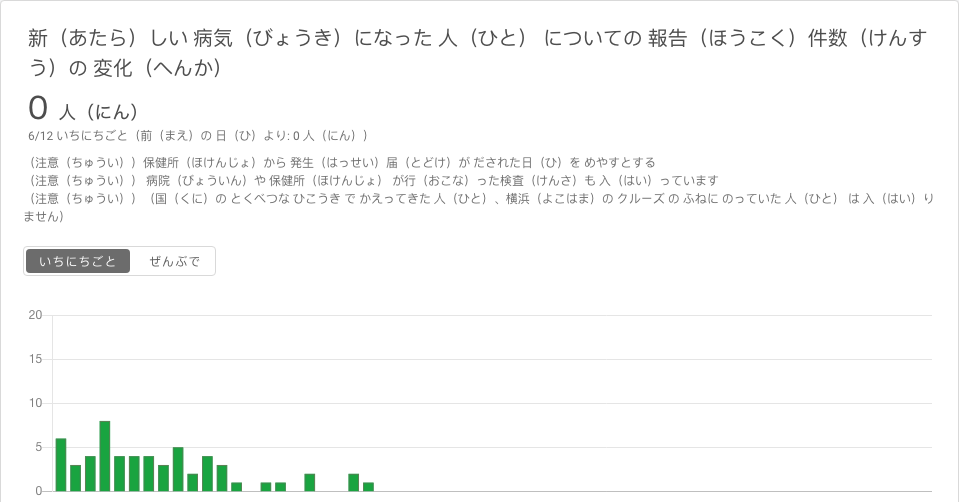 新（あたら）しい 病気（びょうき）になった 人（ひと） についての 報告（ほうこく）件数（けんす
う）の 変化（へんか）
0 人（にん）
6/12 いちにちごと（前（まえ）の 日（ひ）より: 0 人（にん））
（注意（ちゅうい））保健所（ほけんじょ）から 発生（はっせい）届（とどけ）が だされた日（ひ）を めやすとする
（注意（ちゅうい）） 病院（びょういん）や 保健所（ほけんじょ） が行（おこな）った検査（けんさ）も 入（はい）っています
（注意（ちゅうい））（国（くに）の とくべつな ひこうき で かえってきた 人（ひと）、横浜（よこはま）の クルーズ の ふねに のっていた 人（ひと） は 入（はい）り
ません）
いちにちごと ぜんぶで
20
15
10
5
0